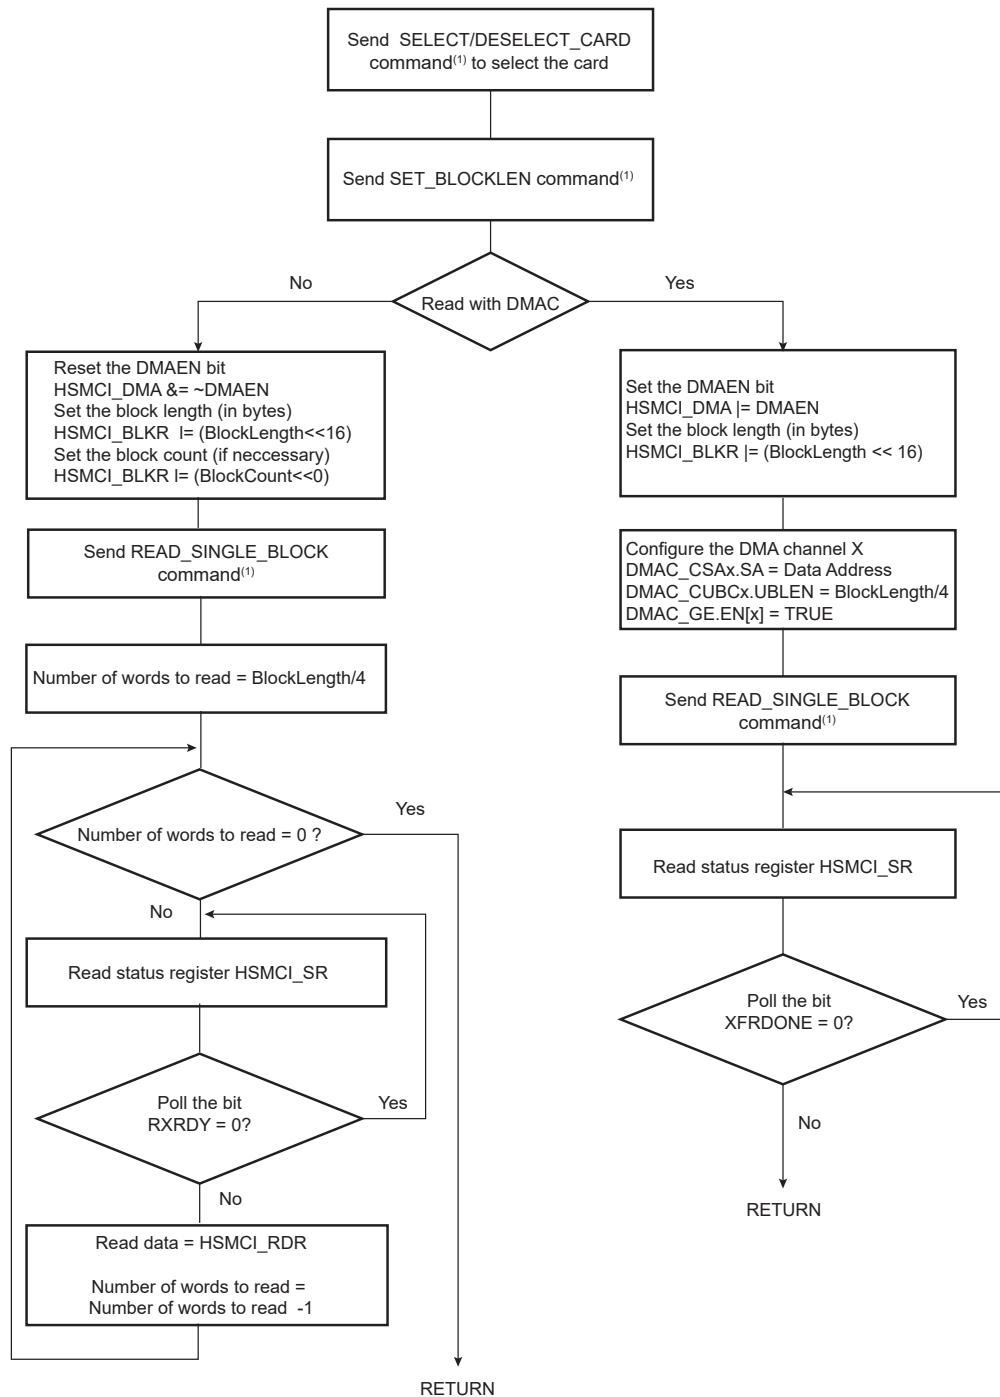 Send SELECT/DESELECT_CARD
command(1) to select the card
Send SET_BLOCKLEN command(1)
No
Yes
Read with DMAC
Reset the DMAEN bit
HSMCI_DMA &= ~DMAEN
Set the block length (in bytes)
HSMCI_BLKR l= (BlockLength<<16)
Set the block count (if neccessary)
HSMCI_BLKR l= (BlockCount<<0)
Send READ_SINGLE_BLOCK
command(1)
Number of words to read = BlockLength/4
Yes
Number of words to read = 0 ?
No
Read status register HSMCI_SR
Poll the bit
RXRDY = 0?
Yes
No
Read data = HSMCI_RDR
Number of words to read =
Number of words to read -1
RETURN
Set the DMAEN bit
HSMCI_DMA |= DMAEN
Set the block length (in bytes)
HSMCI_BLKR |= (BlockLength << 16)
Configure the DMA channel X
DMAC_CSAx.SA = Data Address
DMAC_CUBCx.UBLEN = BlockLength/4
DMAC_GE.EN[x] = TRUE
Send READ_SINGLE_BLOCK
command(1)
Read status register HSMCI_SR
Poll the bit
XFRDONE = 0?
Yes
No
RETURN